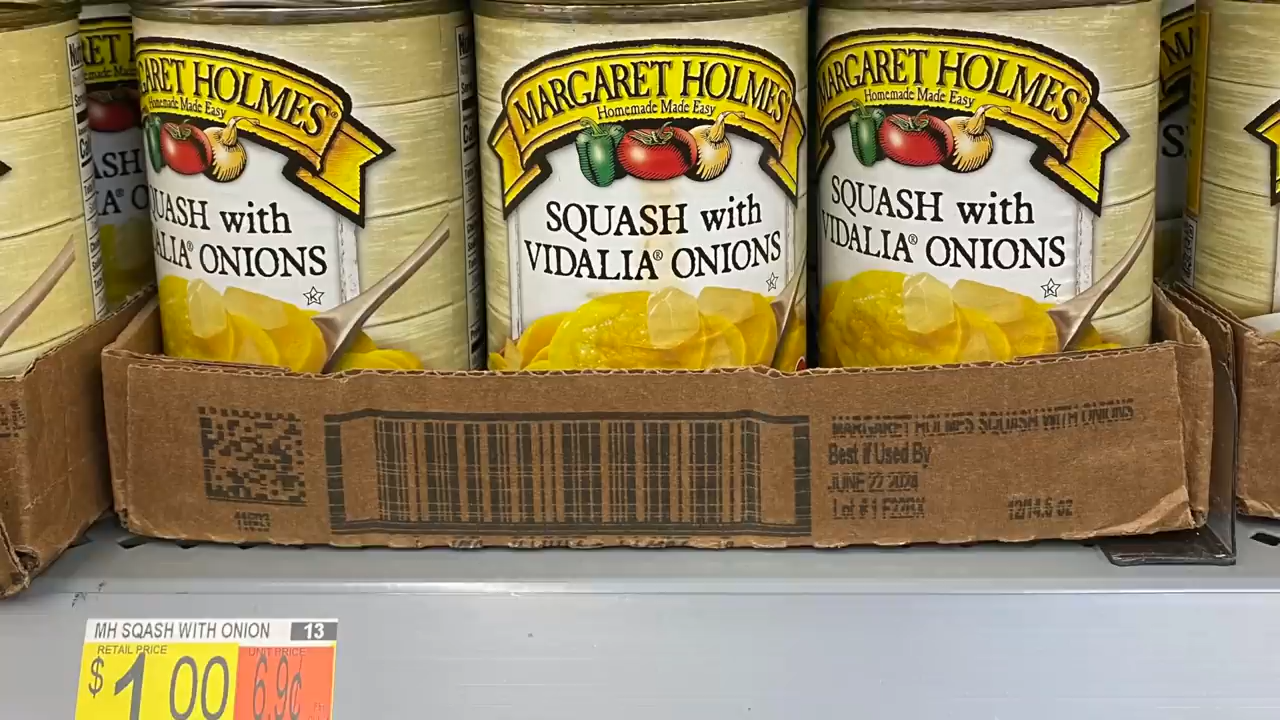 MARGARET HOLMES
Homemade Made Easy
SQUASH with
VIDALIA® ONIONS
K
MARGARET HOLMES®
Homemade Made Easy
SQUASH with
VIDALIA® ONIONS
K
ARGARET HOLMES®
Homemade Made Easy
SQUASH with
VIDALIA® ONIONS
K
MARGARET HOLMES SQUASH WITH ONIONS
Best If Used By
JUNE 22 2024
12/14.5 oz
MH SQASH WITH ONION 13
RETAIL PRICE
UNIT PRICE
$1.00
6.9¢